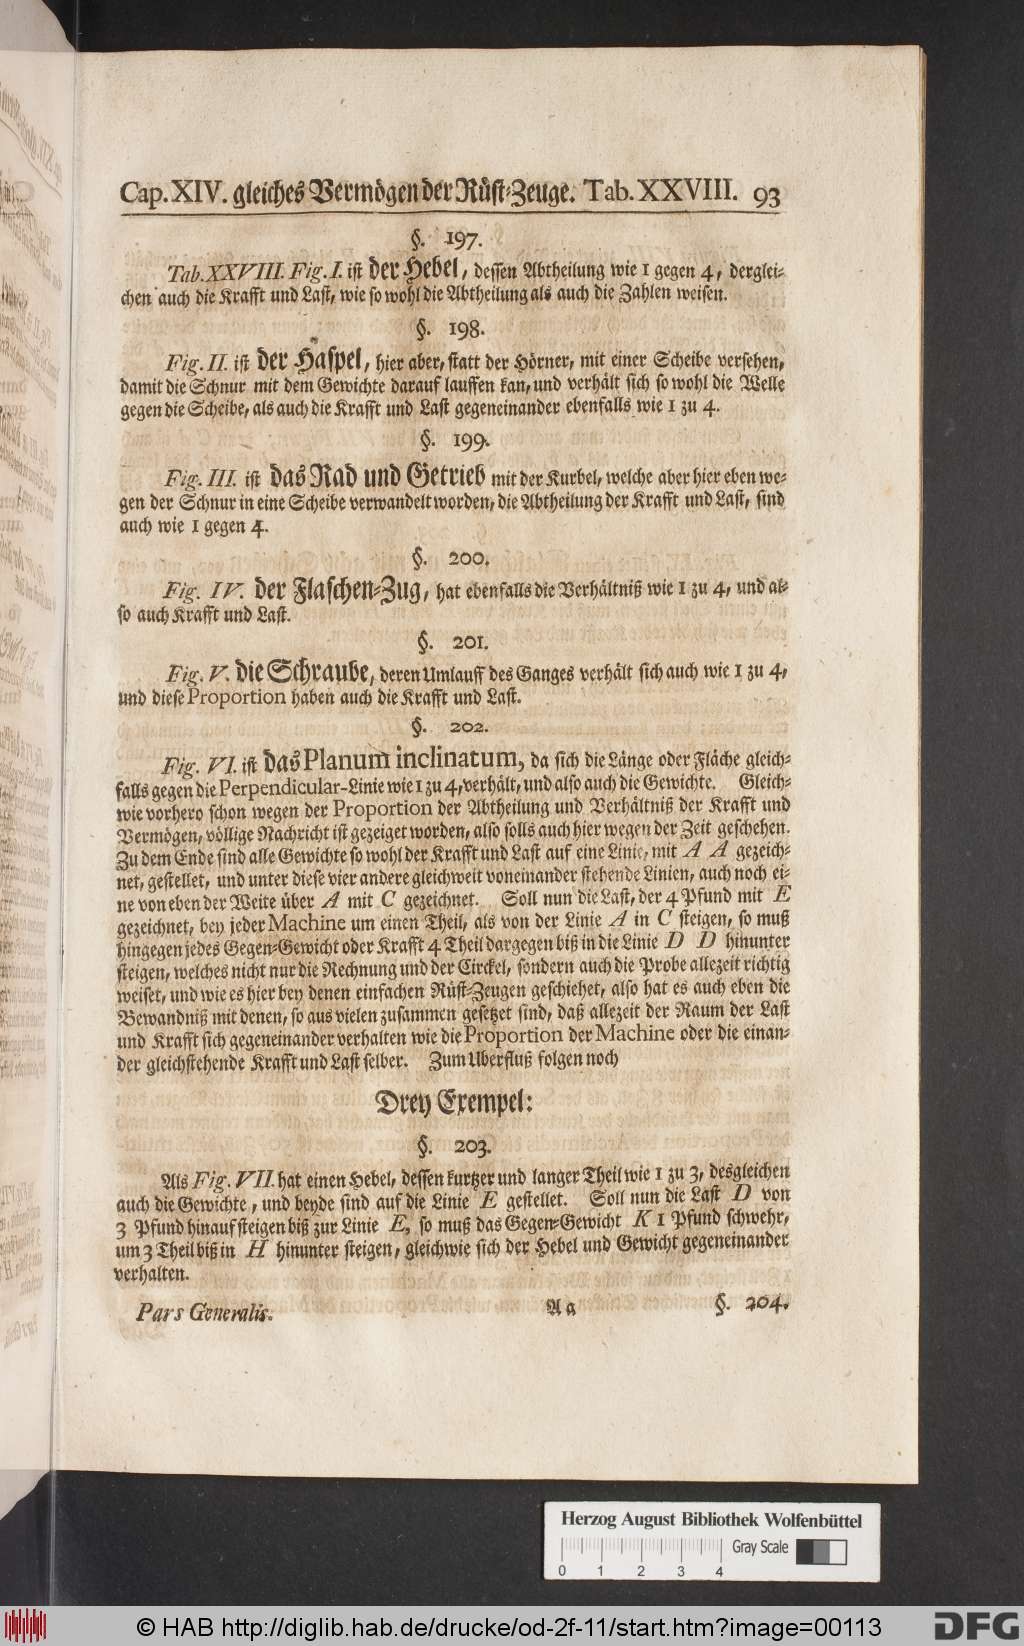 Cap. XIV. gleiches Vermögen der Rüst-Zeuge. Tab. XXVIII. 93
§. 197.
Tab. XXVIII. Fig. I. ist der Hebel, dessen Abtheilung wie 1 gegen 4, derglei-
chen auch die Krafft und Last, wie so wohl die Abtheilung als auch die Zahlen weisen.
§. 198.
Fig. II. ist der Haspel, hier aber, statt der Hörner, mit einer Scheibe versehen,
damit die Schnur mit dem Gewichte darauf lauffen kan, und verhält sich so wohl die Welle
gegen die Scheibe, als auch die Krafft und Last gegeneinander ebenfalls wie 1 zu 4.
§. 199.
Fig. III. ist das Rad und Getrieb mit der Kurbel, welche aber hier eben we-
gen der Schnur in eine Scheibe verwandelt worden, die Abtheilung der Krafft und Last, sind
auch wie 1 gegen 4.
§. 200.
Fig. IV. der Flaschen-Zug, hat ebenfalls die Verhältniß wie 1 zu 4, und al-
so auch Krafft und Last.
§. 201.
Fig. V. die Schraube, deren Umlauff des Ganges verhält sich auch wie 1 zu 4,
und diese Proportion haben auch die Krafft und Last.
§. 202.
Fig. VI. ist das Planum inclinatum, da sich die Länge oder Fläche gleich-
falls gegen die Perpendicular-Linie wie 1 zu 4, verhält, und also auch die Gewichte. Gleich-
wie vorhero schon wegen der Proportion der Abtheilung und Verhältniß der Krafft und
Vermögen, völlige Nachricht ist gezeiget worden, also solls auch hier wegen der Zeit geschehen.
Zu dem Ende sind alle Gewichte so wohl der Krafft und Last auf eine Linie, mit A A gezeich-
net, gestellet, und unter diese vier andere gleichweit voneinander stehende Linien, auch noch ei-
ne von eben der Weite über A mit C gezeichnet. Soll nun die Last, der 4 Pfund mit E
gezeichnet, bey jeder Machine um einen Theil, als von der Linie A in C steigen, so muß
hingegen jedes Gegen-Gewicht oder Krafft 4 Theil dargegen biß in die Linie D D hinunter
steigen, welches nicht nur die Rechnung und der Circkel, sondern auch die Probe allezeit richtig
weiset, und wie es hier bey denen einfachen Rüst-Zeugen geschiehet, also hat es auch eben die
Bewandniß mit denen, so aus vielen zusammen gesetzet sind, daß allezeit der Raum der Last
und Krafft sich gegeneinander verhalten wie die Proportion der Machine oder die einan-
der gleichstehende Krafft und Last selber. Zum Uberfluß folgen noch
Drey Exempel:
§. 203.
Als Fig. VII. hat einen Hebel, dessen kurtzer und langer Theil wie 1 zu 3, desgleichen
auch die Gewichte, und beyde sind auf die Linie E gestellet. Soll nun die Last D von
3 Pfund hinauf steigen biß zur Linie E, so muß das Gegen-Gewicht K 1 Pfund schwehr,
um 3 Theil biß in H hinunter steigen, gleichwie sich der Hebel und Gewicht gegeneinander
verhalten.
Pars Generalis. A a §. 204.
Herzog August Bibliothek Wolfenbüttel
Gray Scale
0 1 2 3 4
© HAB http://diglib.hab.de/drucke/od-2f-11/start.htm?image=00113
DFG